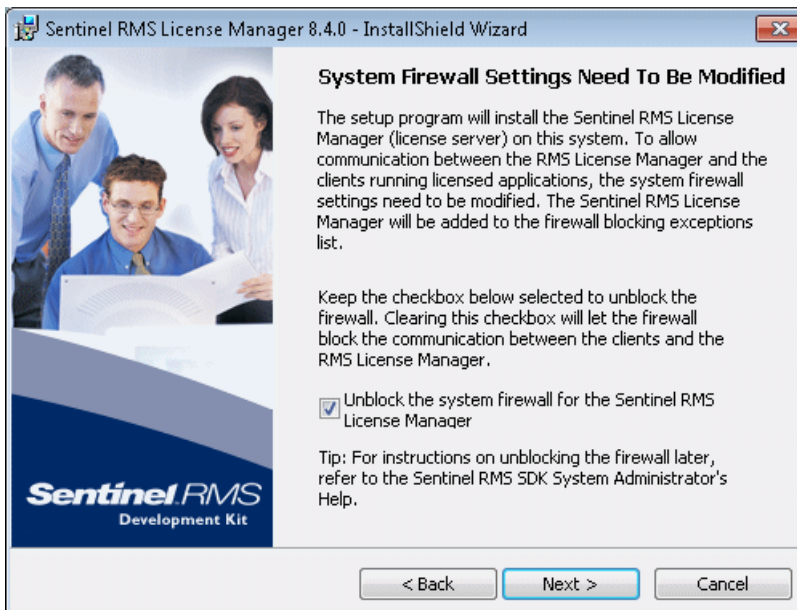 Sentinel RMS License Manager 8.4.0 - InstallShield Wizard
System Firewall Settings Need To Be Modified
The setup program will install the Sentinel RMS License
Manager (license server) on this system. To allow
communication between the RMS License Manager and the
clients running licensed applications, the system firewall
settings need to be modified. The Sentinel RMS License
Manager will be added to the firewall blocking exceptions
list.
Keep the checkbox below selected to unblock the
firewall. Clearing this checkbox will let the firewall
block the communication between the clients and the
RMS License Manager.
Unblock the system firewall for the Sentinel RMS
License Manager
Tip: For instructions on unblocking the firewall later,
refer to the Sentinel RMS SDK System Administrator's
Help.
Sentinel.RMS
Development Kit
< Back
Next >
Cancel